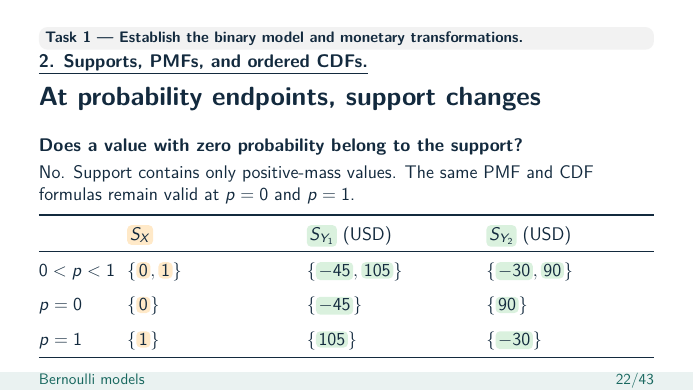 Task 1 — Establish the binary model and monetary transformations.
2. Supports, PMFs, and ordered CDFs.
At probability endpoints, support changes
Does a value with zero probability belong to the support?
No. Support contains only positive-mass values. The same PMF and CDF
formulas remain valid at p = 0 and p = 1.
S_X S_{Y_1} (USD) S_{Y_2} (USD)
0 < p < 1 {0, 1} {−45, 105} {−30, 90}
p = 0 {0} {−45} {90}
p = 1 {1} {105} {−30}
Bernoulli models 22/43